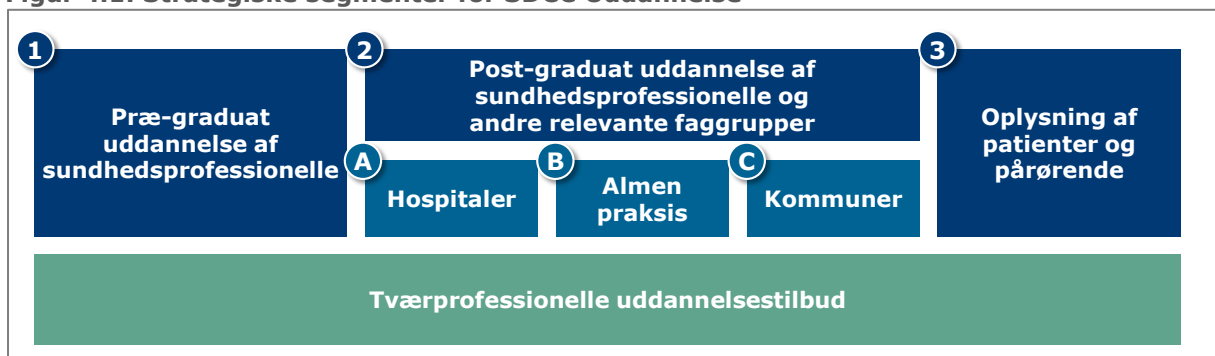 1
Præ-graduat
uddannelse af
sundhedsprofessionelle
2
Post-graduat uddannelse af
sundhedsprofessionelle og
andre relevante faggrupper
A
Hospitaler
B
Almen
praksis
C
Kommuner
3
Oplysning af
patienter og
pårørende
Tværprofessionelle uddannelsestilbud